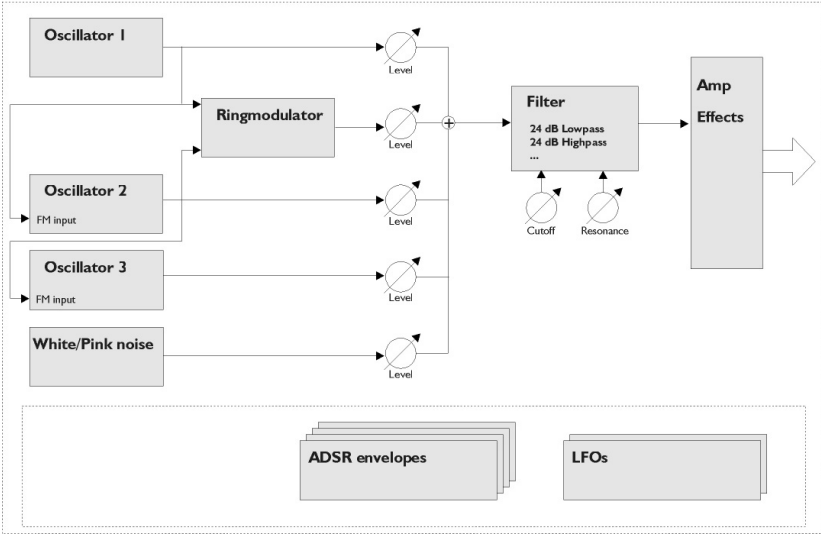 Oscillator 1
Level
Ringmodulator
Level
Oscillator 2
FM input
Level
Oscillator 3
FM input
Level
White/Pink noise
Level
Filter
24 dB Lowpass
24 dB Highpass
...
Cutoff
Resonance
Amp
Effects
ADSR envelopes
LFOs